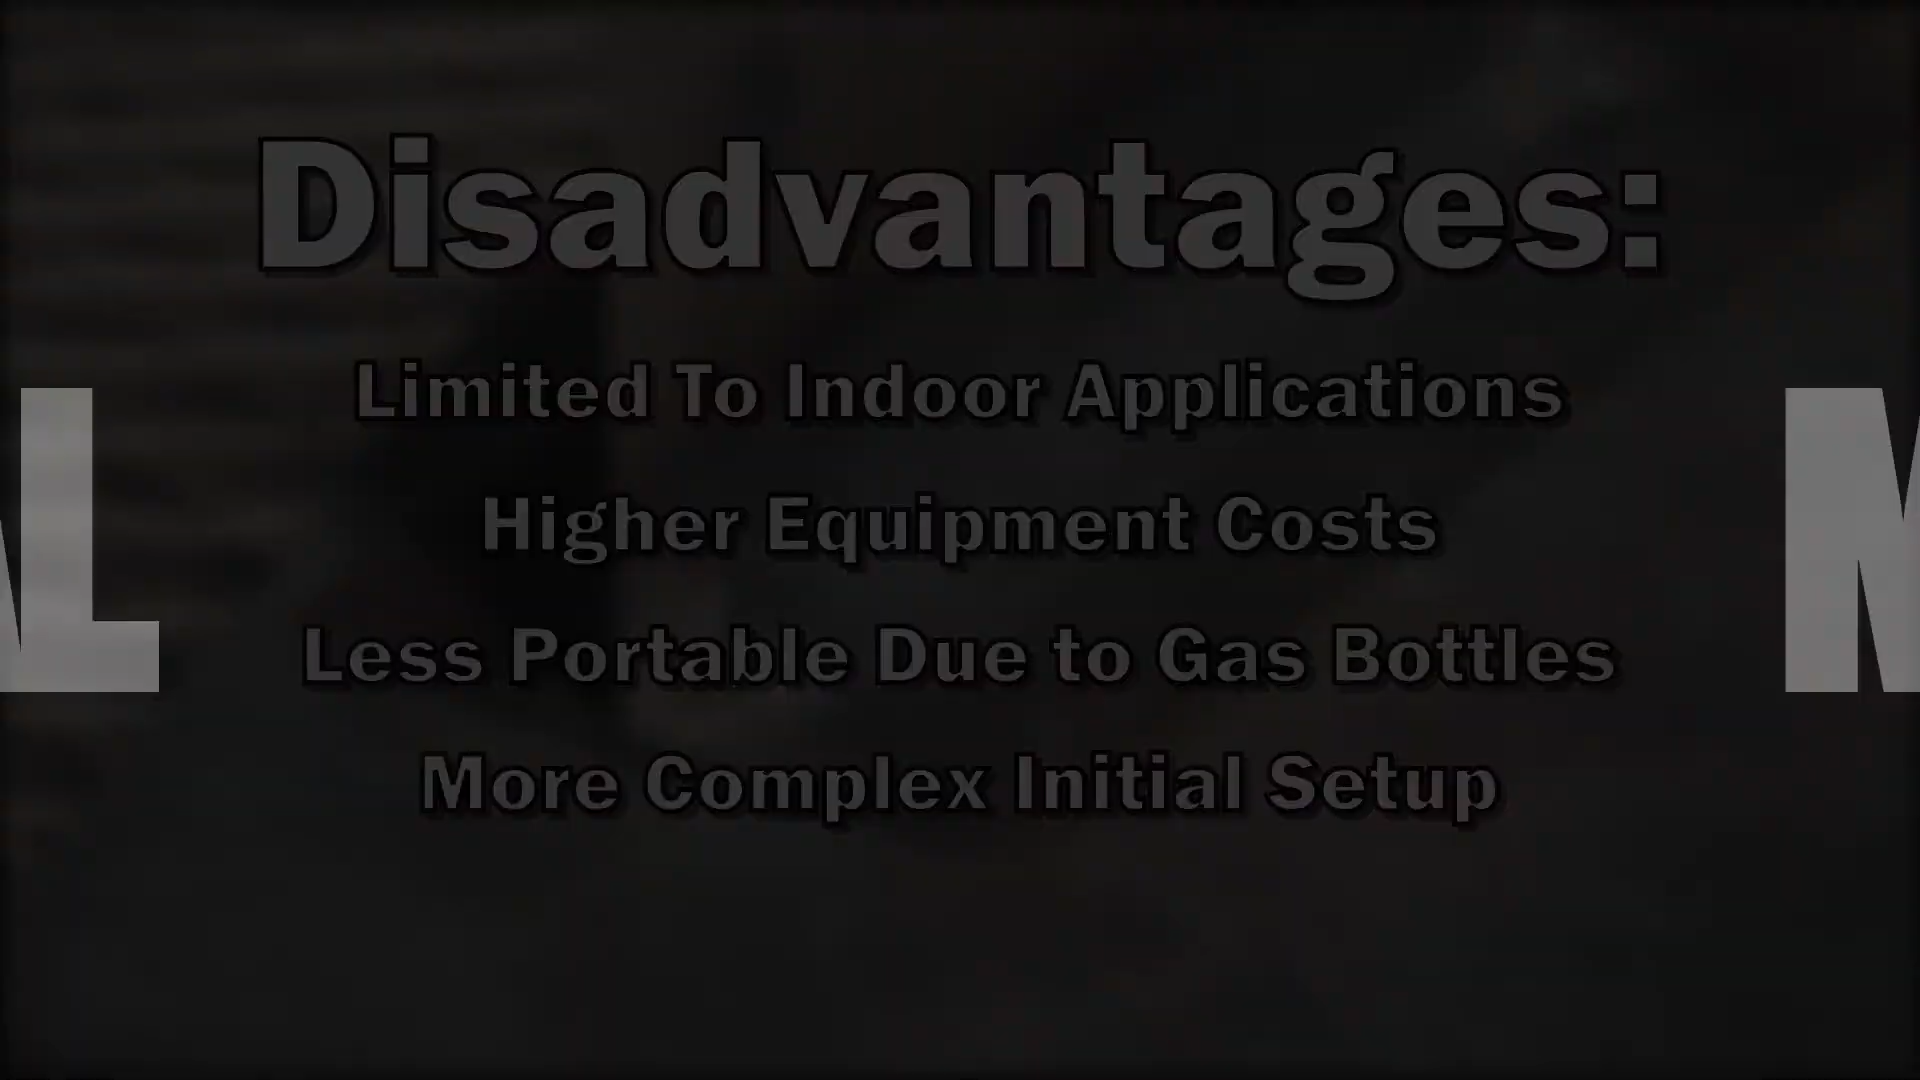 Disadvantages:
Limited To Indoor Applications
Higher Equipment Costs
Less Portable Due to Gas Bottles
More Complex Initial Setup